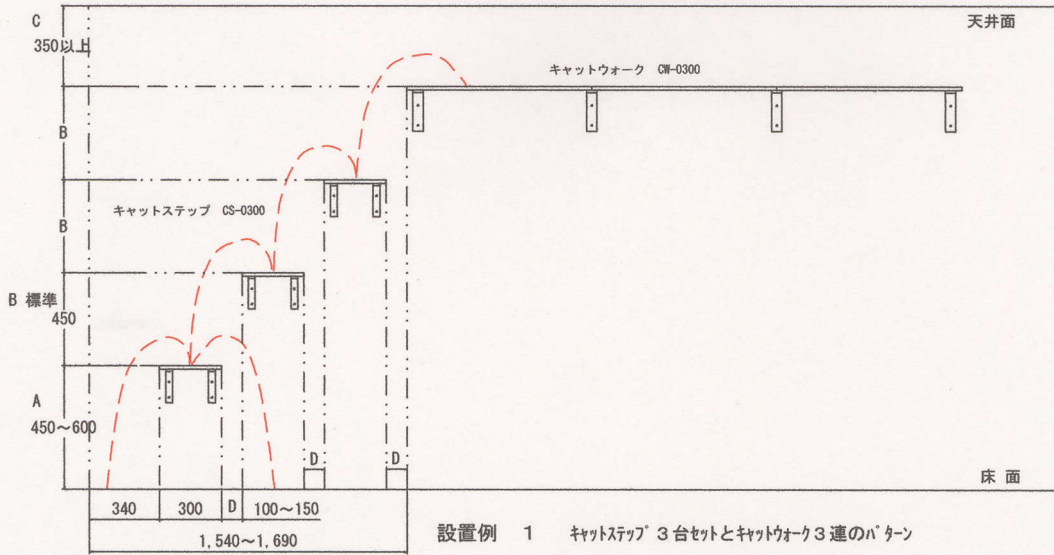 C
天井面
350以上
キャットウォーク CW-0300
B
キャットステップ CS-0300
B
B 標準
450
A
450～600
D
床面
340
300
D
100～150
1,540～1,690
設置例 1 キャットステップ3台セットとキャットウォーク3連のパターン
D